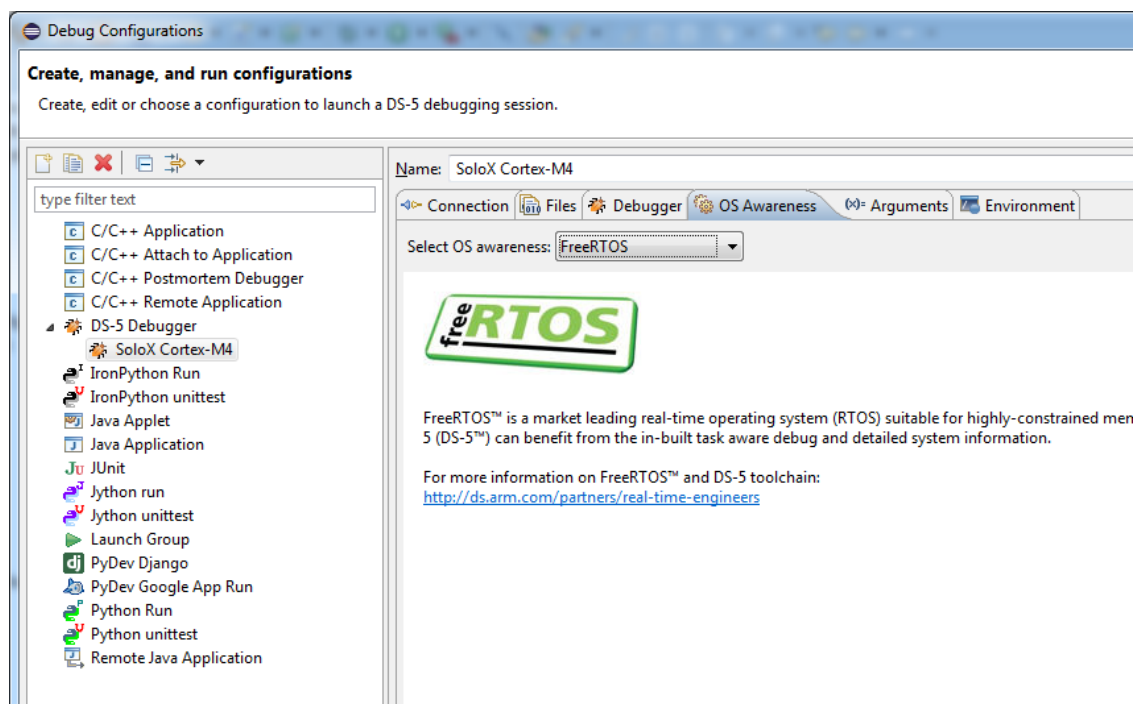 Debug Configurations
Create, manage, and run configurations
Create, edit or choose a configuration to launch a DS-5 debugging session.
type filter text
C/C++ Application
C/C++ Attach to Application
C/C++ Postmortem Debugger
C/C++ Remote Application
DS-5 Debugger
SoloX Cortex-M4
IronPython Run
IronPython unittest
Java Applet
Java Application
JUnit
Jython run
Jython unittest
Launch Group
PyDev Django
PyDev Google App Run
Python Run
Python unittest
Remote Java Application
Name: SoloX Cortex-M4
Connection Files Debugger OS Awareness Arguments Environment
Select OS awareness: FreeRTOS
free RTOS
FreeRTOS™ is a market leading real-time operating system (RTOS) suitable for highly-constrained
5 (DS-5™) can benefit from the in-built task aware debug and detailed system information.
For more information on FreeRTOS™ and DS-5 toolchain:
http://ds.arm.com/partners/real-time-engineers